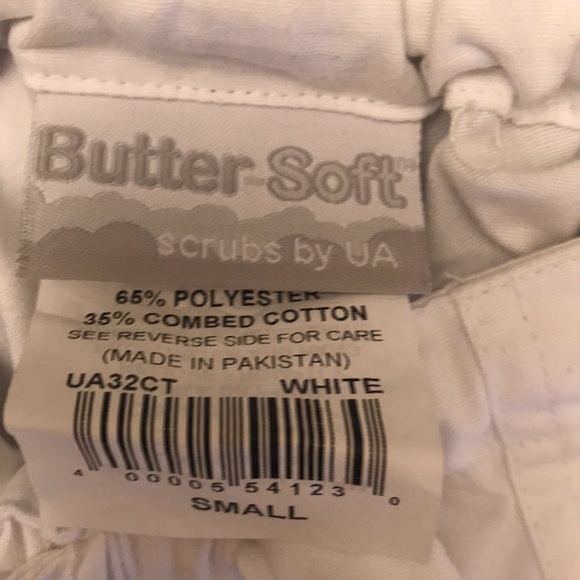 Butter-Soft
scrubs by UA
65% POLYESTER
35% COMBED COTTON
SEE REVERSE SIDE FOR CARE
(MADE IN PAKISTAN)
UA32CT WHITE
4 00005 54123 0
SMALL